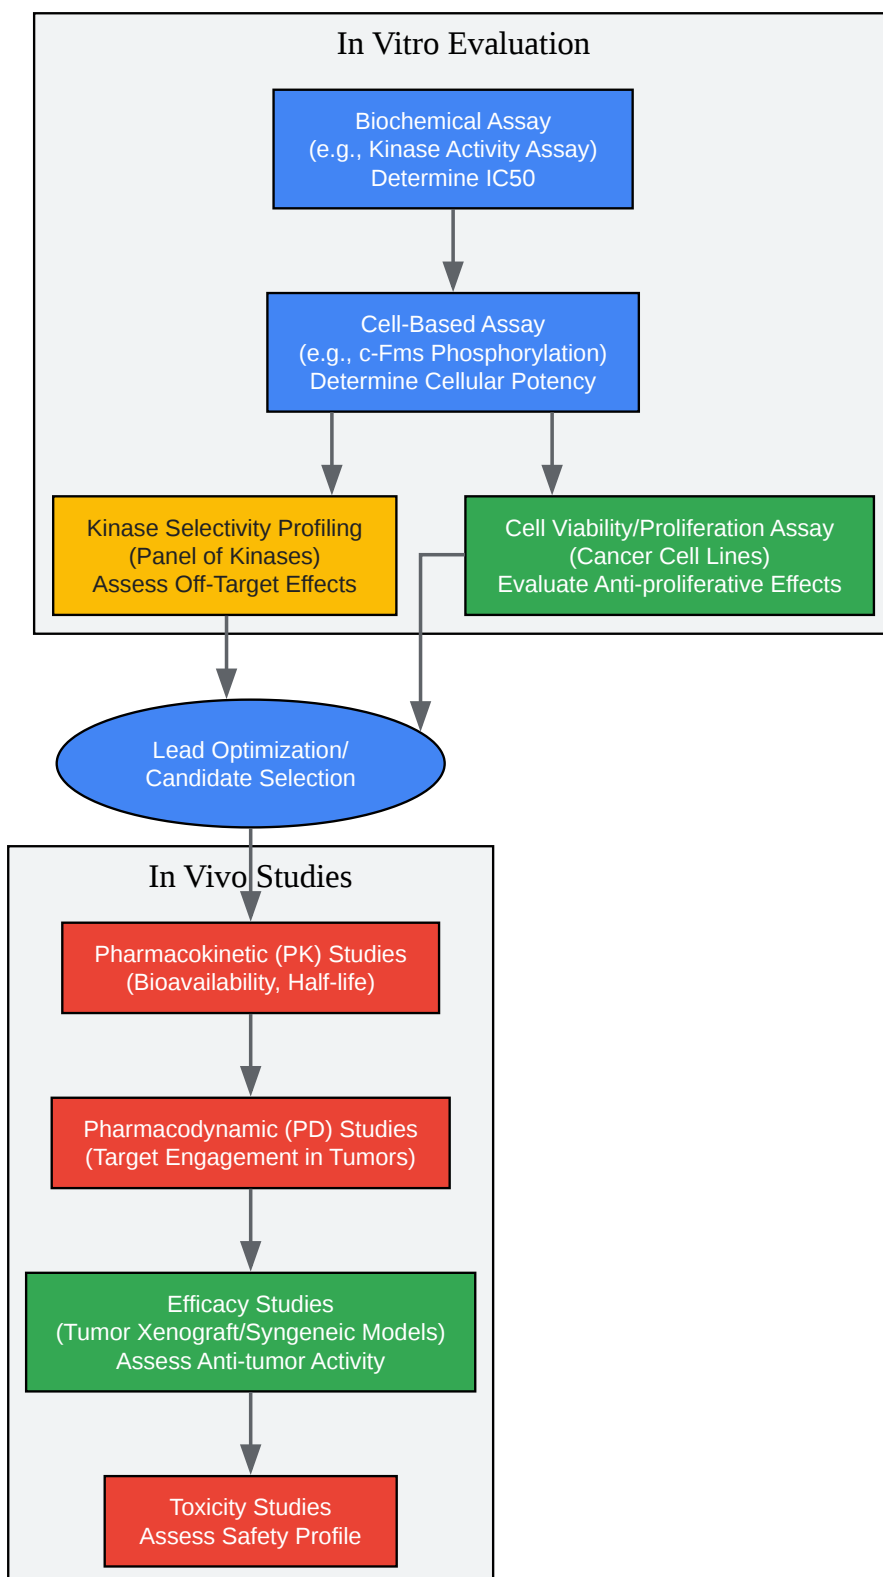 In Vitro Evaluation
Biochemical Assay
(e.g., Kinase Activity Assay)
Determine IC50
Cell-Based Assay
(e.g., c-Fms Phosphorylation)
Determine Cellular Potency
Kinase Selectivity Profiling
(Panel of Kinases)
Assess Off-Target Effects
Cell Viability/Proliferation Assay
(Cancer Cell Lines)
Evaluate Anti-proliferative Effects
Lead Optimization/
Candidate Selection
In Vivo Studies
Pharmacokinetic (PK) Studies
(Bioavailability, Half-life)
Pharmacodynamic (PD) Studies
(Target Engagement in Tumors)
Efficacy Studies
(Tumor Xenograft/Syngeneic Models)
Assess Anti-tumor Activity
Toxicity Studies
Assess Safety Profile